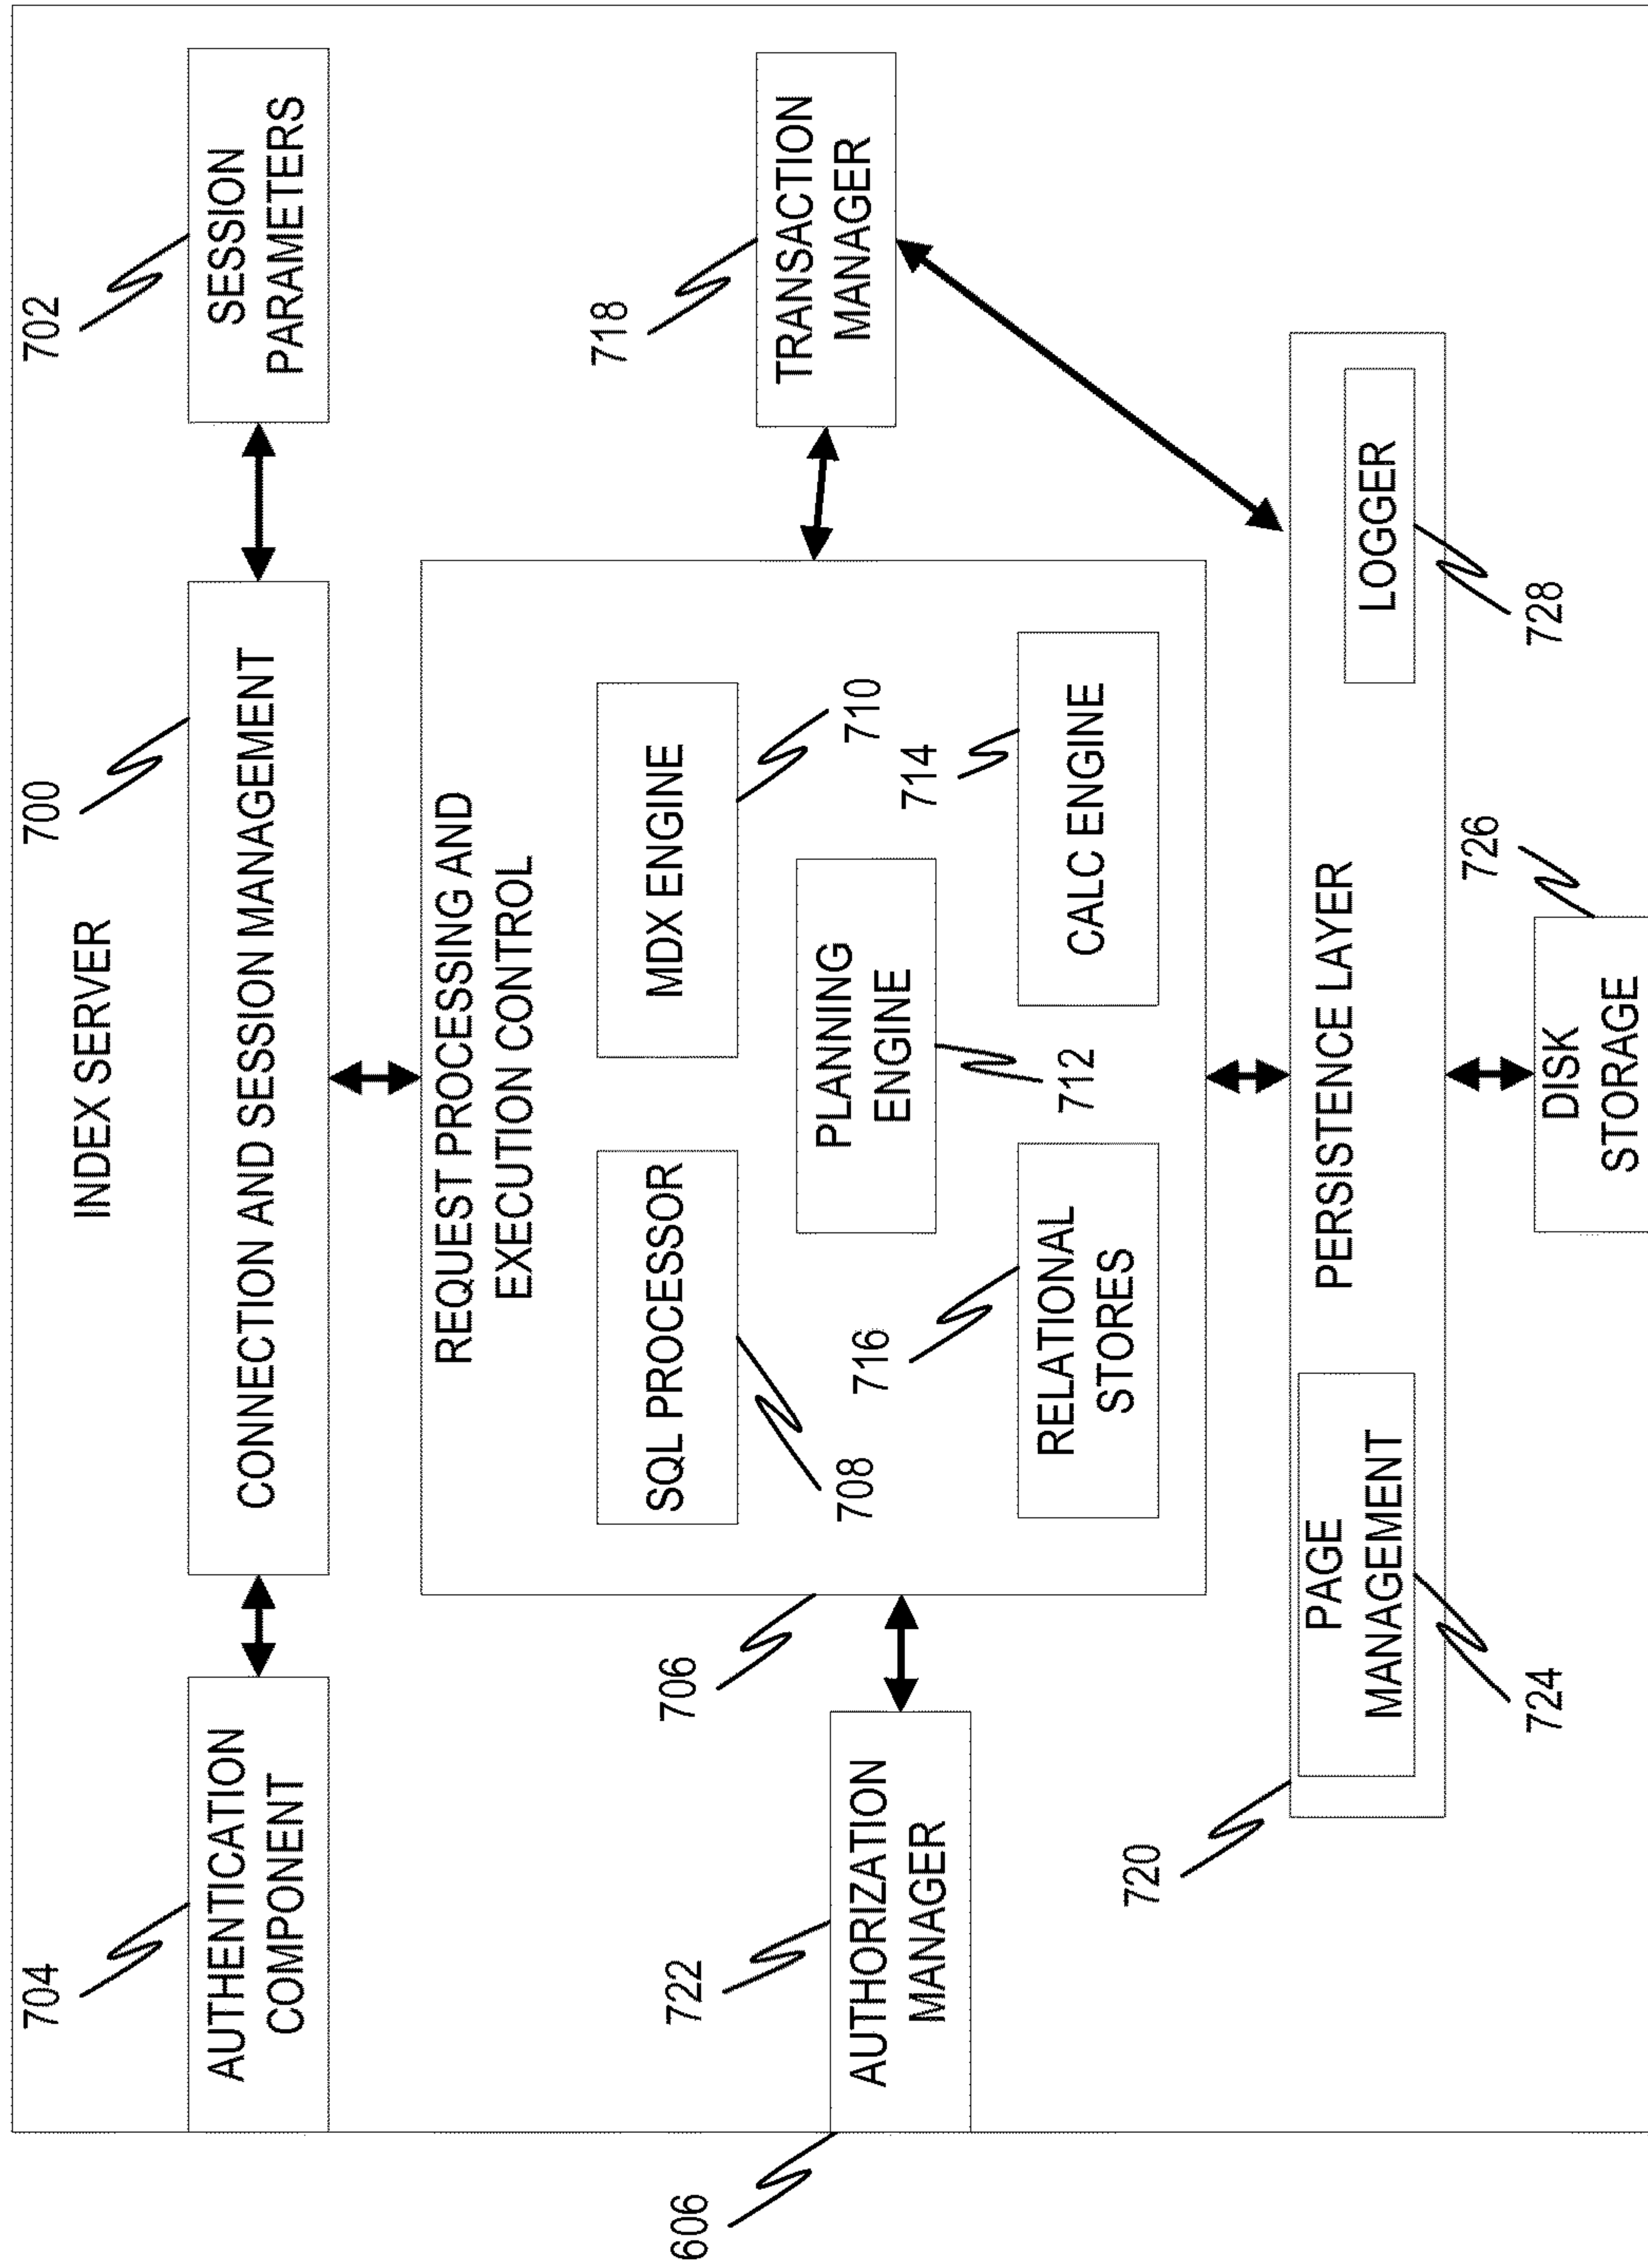 INDEX SERVER
704
700
702
AUTHENTICATION
COMPONENT
CONNECTION AND SESSION MANAGEMENT
SESSION
PARAMETERS
REQUEST PROCESSING AND
EXECUTION CONTROL
706
SQL PROCESSOR
708
MDX ENGINE
710
718
TRANSACTION
MANAGER
606
722
AUTHORIZATION
MANAGER
PLANNING
ENGINE
712
716
RELATIONAL
STORES
714
CALC ENGINE
720
PAGE
MANAGEMENT
724
PERSISTENCE LAYER
LOGGER
728
726
DISK
STORAGE